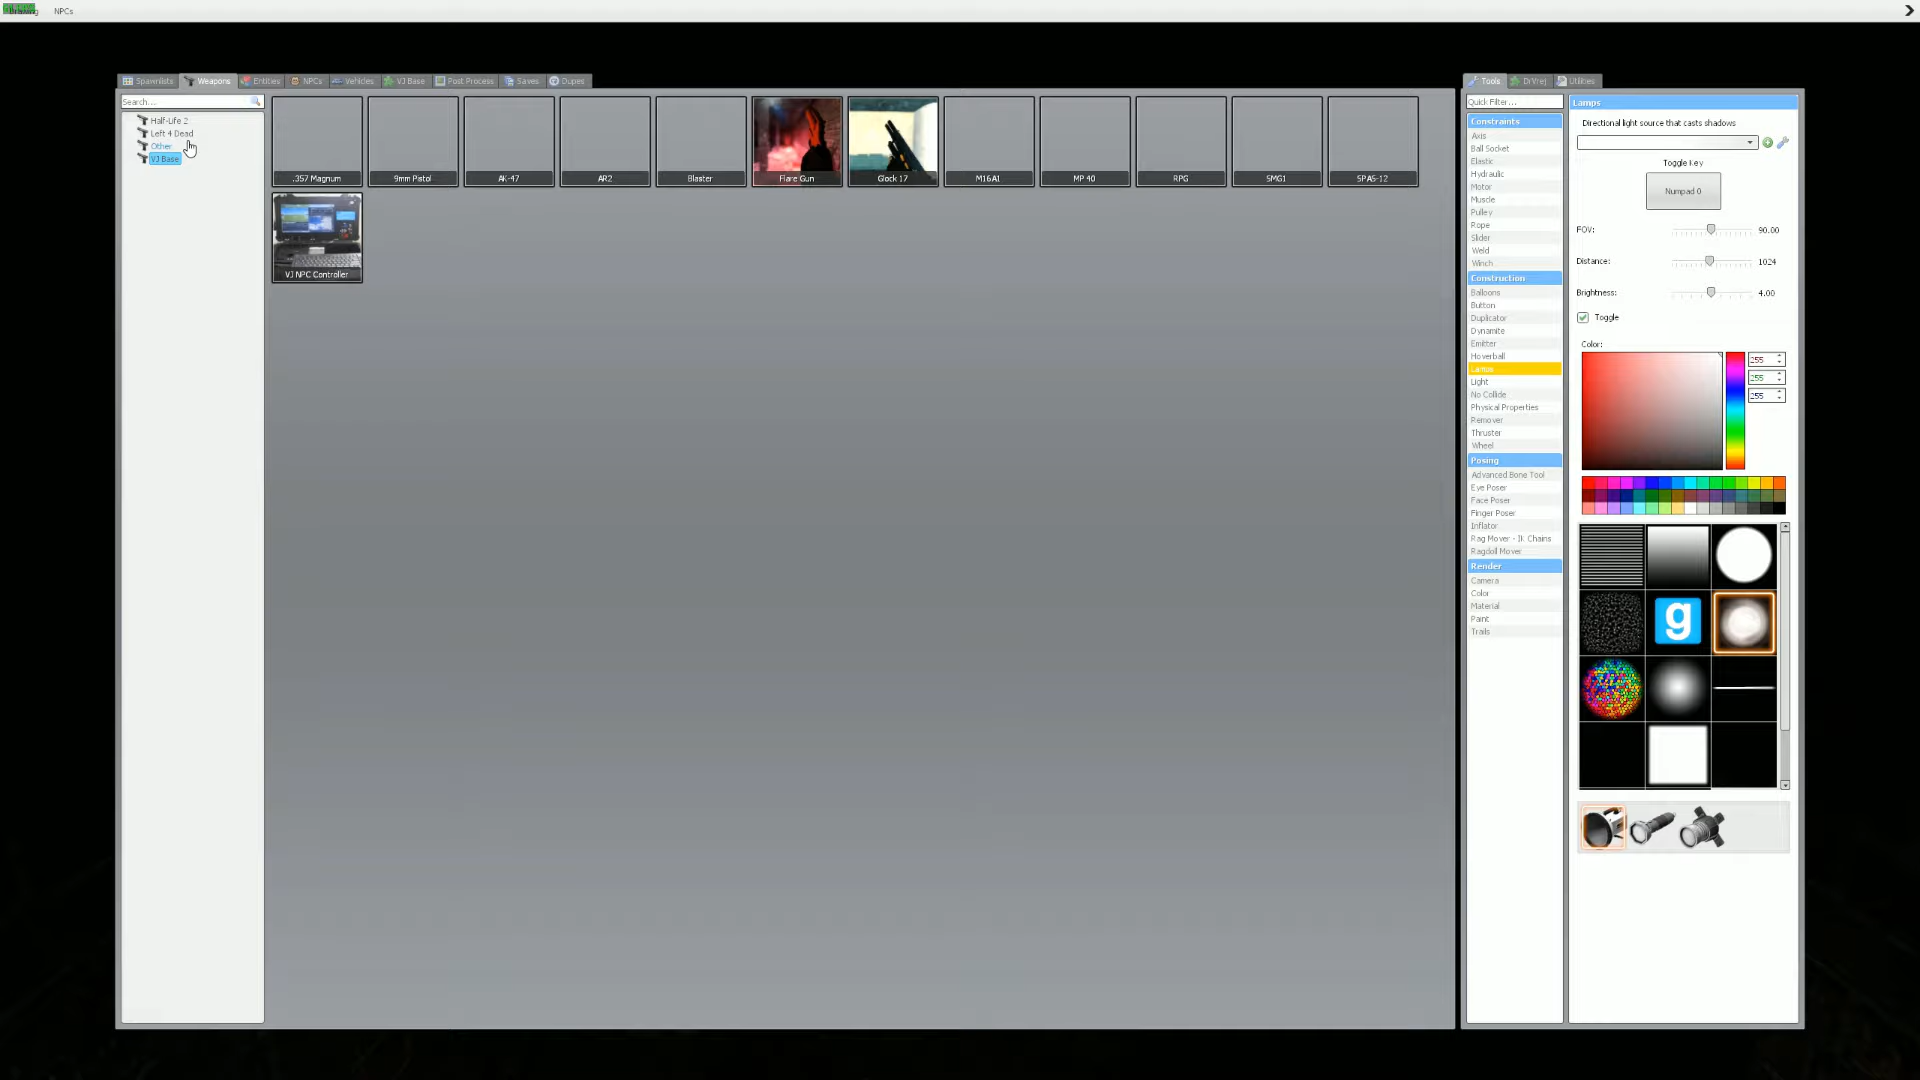 Drawing NPCs
Spawnlists Weapons Entities NPCs Vehicles VJ Base Post Process Saves Dupes
Search...
Half-Life 2
Left 4 Dead
Other
VJ Base
.357 Magnum 9mm Pistol AK-47 AR2 Blaster Flare Gun Glock 17 M16A1 MP 40 RPG SMG1 SPAS-12
VJ NPC Controller
Tools DrVrej Utilities
Quick Filter...
Constraints
Axis
Ball Socket
Elastic
Hydraulic
Motor
Muscle
Pulley
Rope
Slider
Weld
Winch
Construction
Balloons
Button
Duplicator
Dynamite
Emitter
Hoverball
Lamps
Light
No Collide
Physical Properties
Remover
Thruster
Wheel
Posing
Advanced Bone Tool
Eye Poser
Face Poser
Finger Poser
Inflator
Rag Mover - IK Chains
Ragdoll Mover
Render
Camera
Color
Material
Paint
Trails
Lamps
Directional light source that casts shadows
Toggle Key
Numpad 0
FOV: 90.00
Distance: 1024
Brightness: 4.00
Toggle
Color:
255
255
255
g